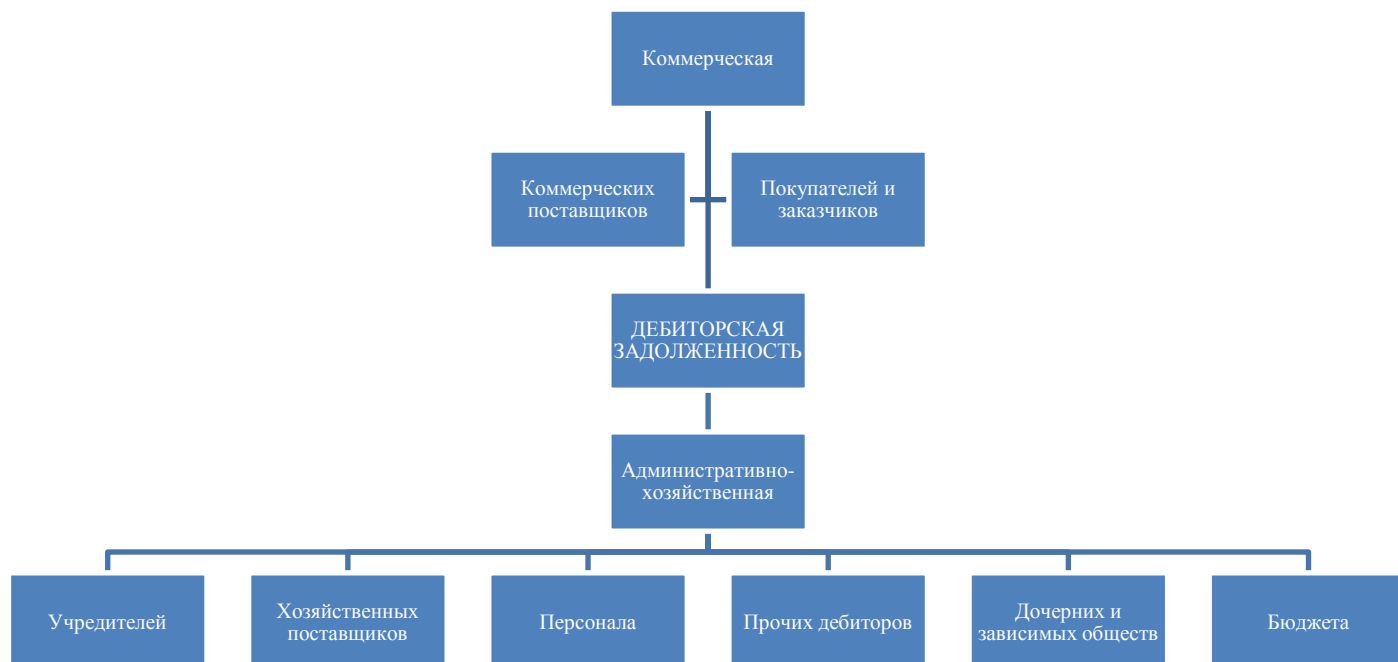 Коммерческая
Коммерческих
поставщиков
Покупателей и
заказчиков
ДЕБИТОРСКАЯ
ЗАДОЛЖЕННОСТЬ
Административно-
хозяйственная
Учредителей
Хозяйственных
поставщиков
Персонала
Прочих дебиторов
Дочерних и
зависимых обществ
Бюджета